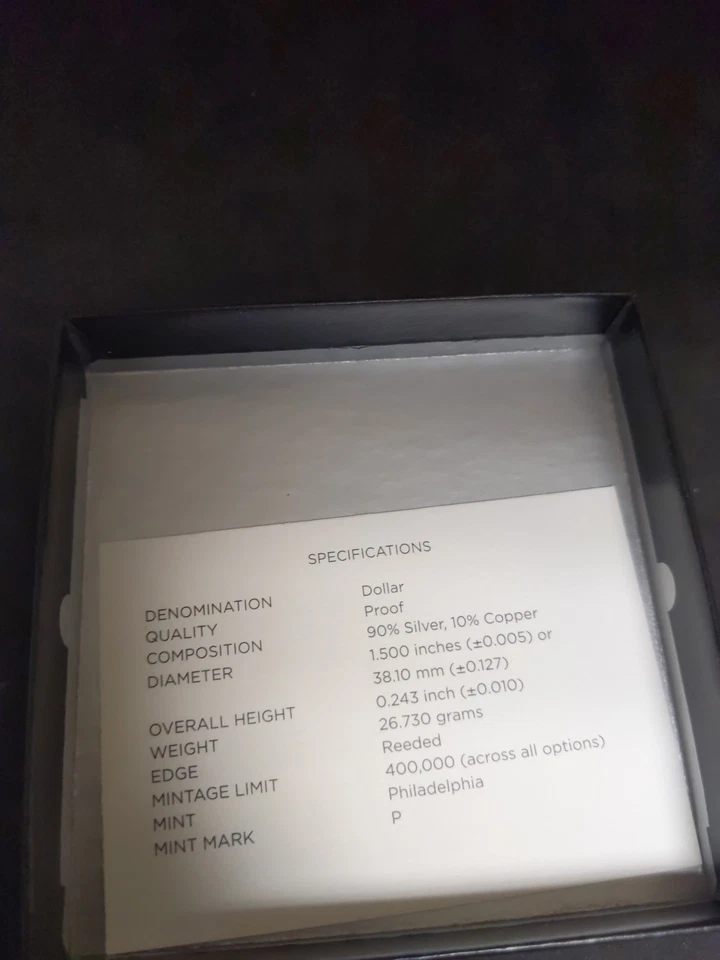 SPECIFICATIONS
DENOMINATION Dollar
QUALITY Proof
COMPOSITION 90% Silver, 10% Copper
DIAMETER 1.500 inches (±0.005) or
38.10 mm (±0.127)
OVERALL HEIGHT 0.243 inch (±0.010)
WEIGHT 26.730 grams
EDGE Reeded
MINTAGE LIMIT 400,000 (across all options)
MINT Philadelphia
MINT MARK P